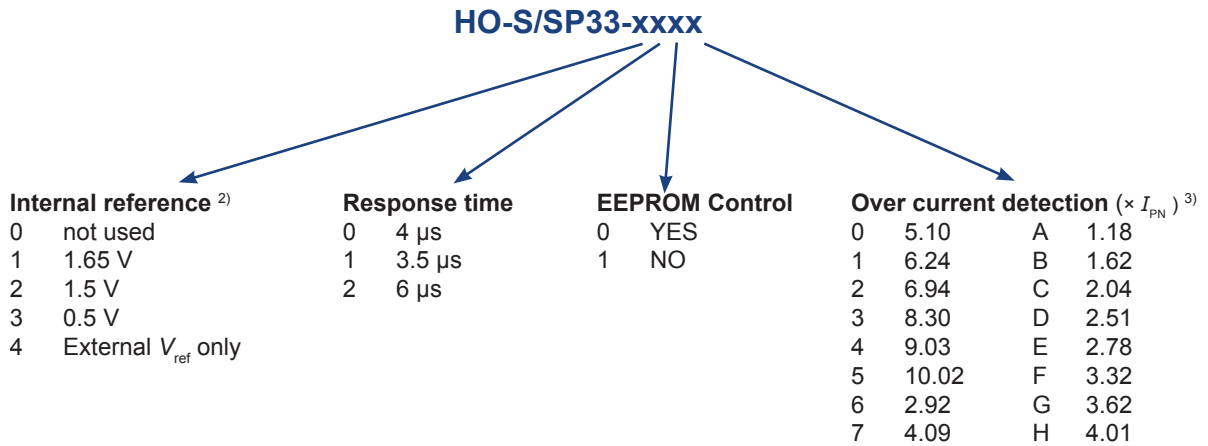 HO-S/SP33-xxxx
Internal reference 2)
0 not used
1 1.65 V
2 1.5 V
3 0.5 V
4 External Vref only
Response time
0 4 µs
1 3.5 µs
2 6 µs
EEPROM Control
0 YES
1 NO
Over current detection (× IPN ) 3)
0 5.10 A 1.18
1 6.24 B 1.62
2 6.94 C 2.04
3 8.30 D 2.51
4 9.03 E 2.78
5 10.02 F 3.32
6 2.92 G 3.62
7 4.09 H 4.01